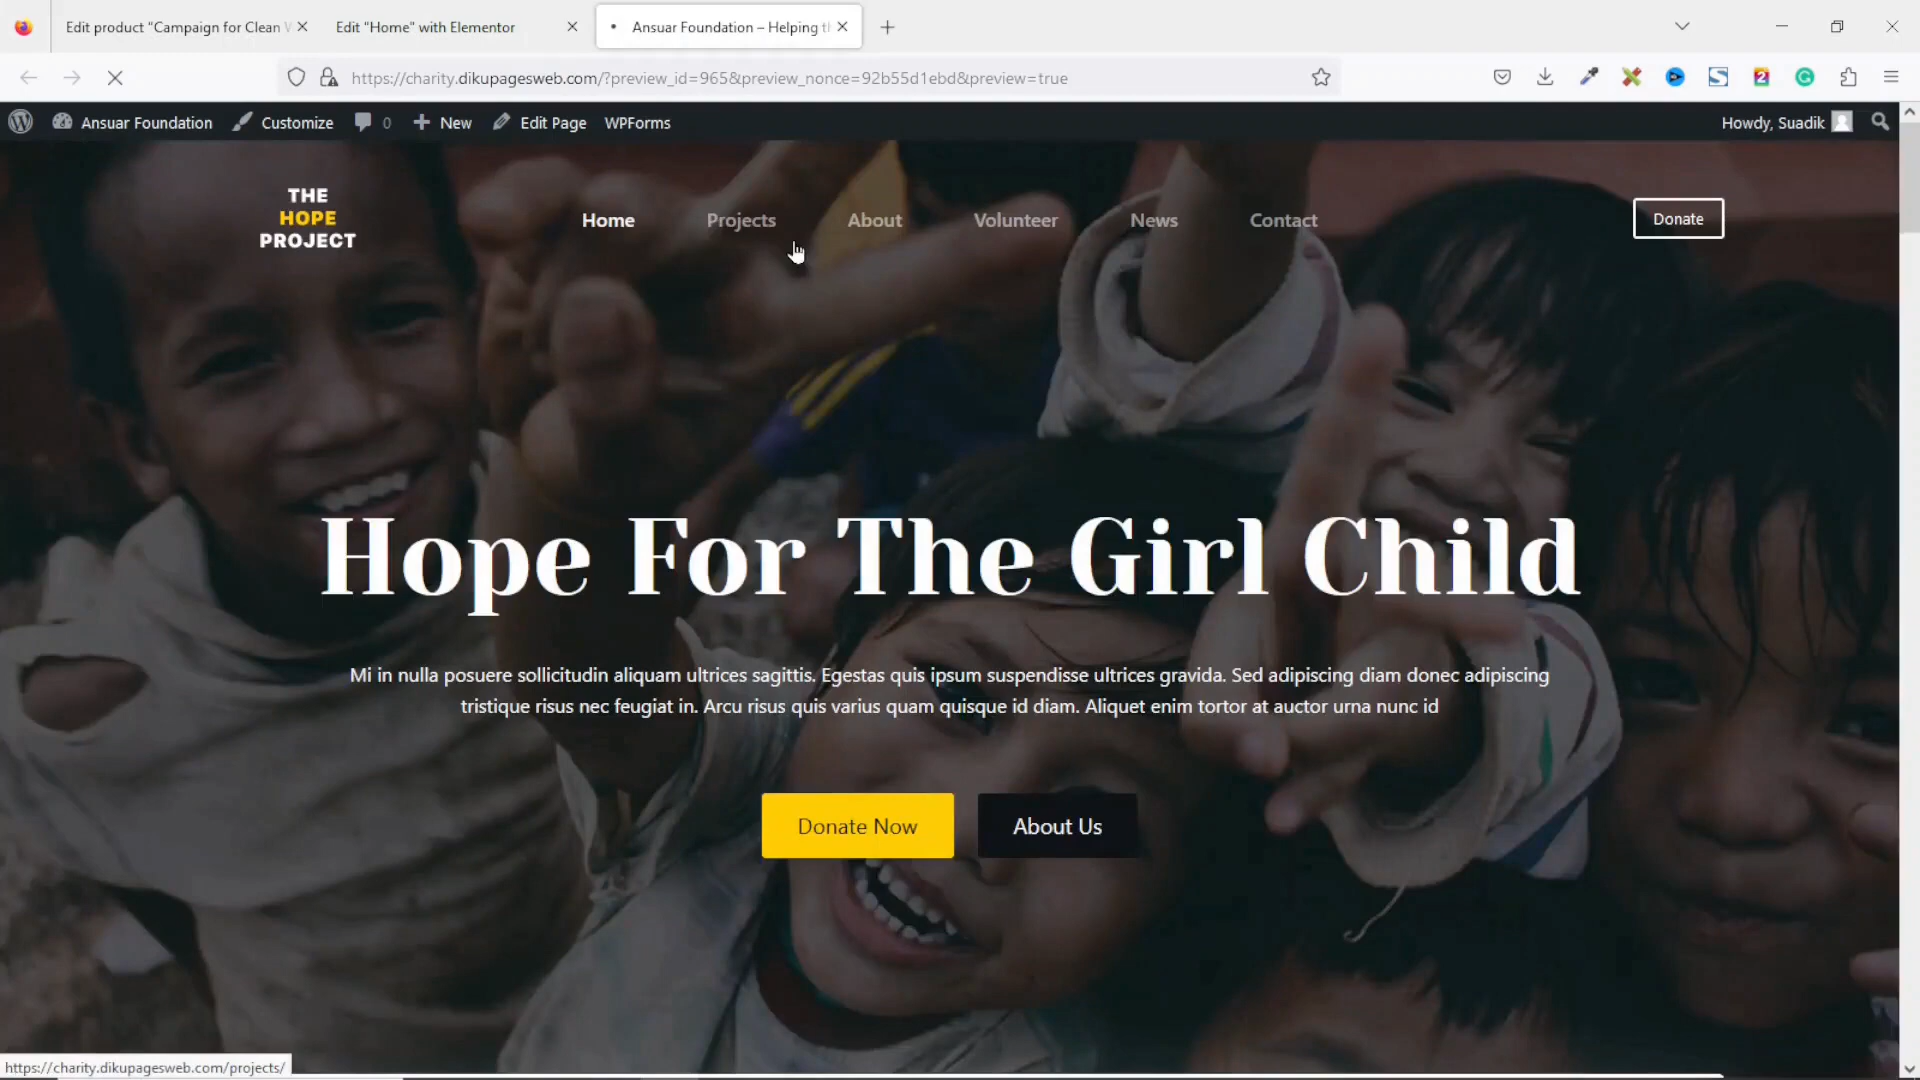 Edit product “Campaign for Clean W
Edit “Home” with Elementor
Ansuar Foundation – Helping th
https://charity.dikupagesweb.com/?preview_id=965&preview_nonce=92b55d1ebd&preview=true
Ansuar Foundation
Customize
0
New
Edit Page
WPForms
Howdy, Suadik
THE
HOPE
PROJECT
Home
Projects
About
Volunteer
News
Contact
Donate
Hope For The Girl Child
Mi in nulla posuere sollicitudin aliquam ultrices sagittis. Egestas quis ipsum suspendisse ultrices gravida. Sed adipiscing diam donec adipiscing
tristique risus nec feugiat in. Arcu risus quis varius quam quisque id diam. Aliquet enim tortor at auctor urna nunc id
Donate Now
About Us
https://charity.dikupagesweb.com/projects/